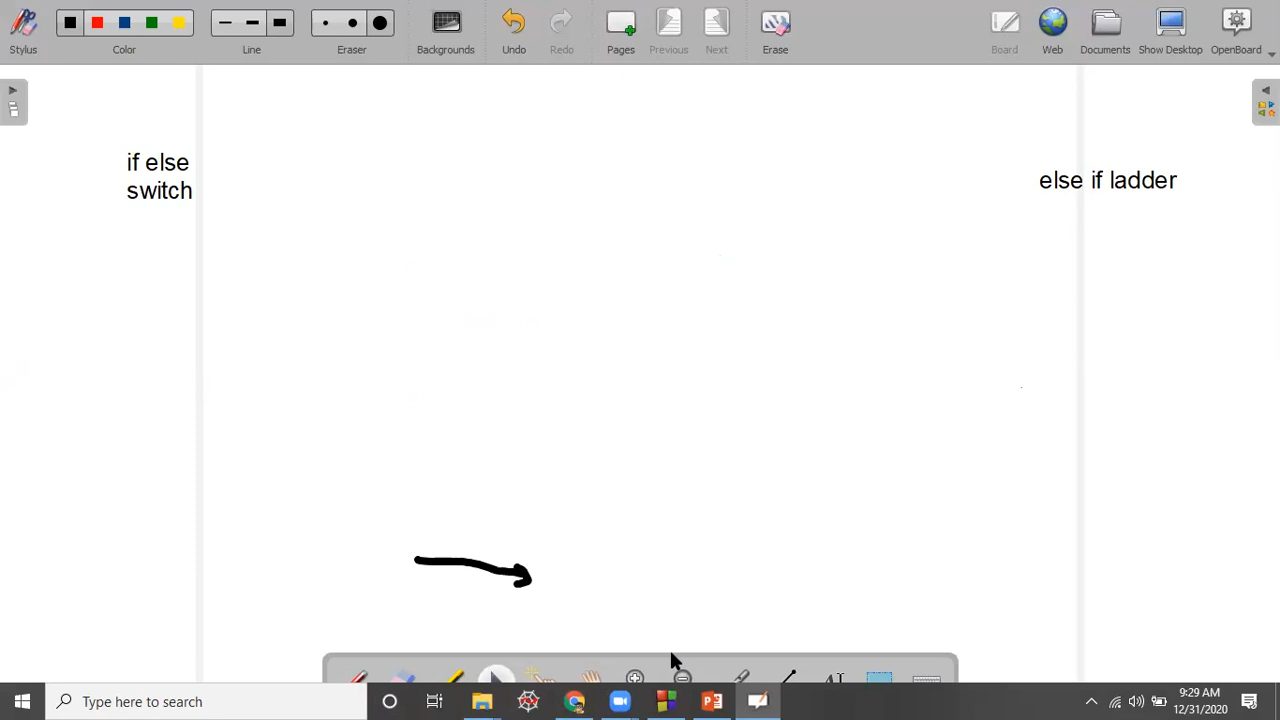 Stylus Color Line Eraser Backgrounds Undo Redo Pages Previous Next Erase Board Web Documents Show Desktop OpenBoard
if else
switch
else if ladder
Type here to search
9:29 AM
12/31/2020